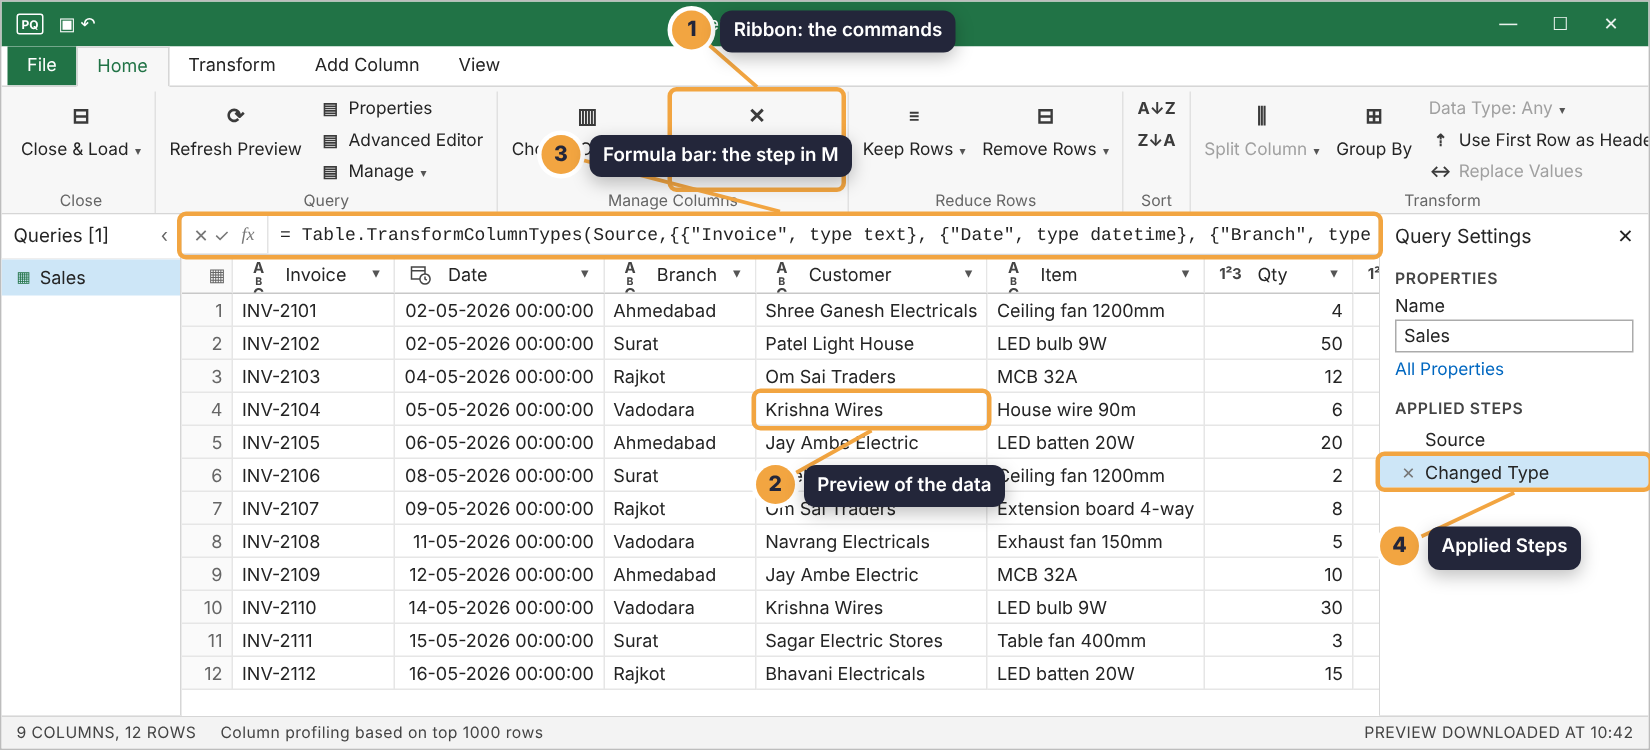 PQ
1 Ribbon: the commands
File Home Transform Add Column View
Close & Load
Refresh Preview
Properties
Advanced Editor
Manage
Keep Rows
Remove Rows
A↓Z
Z↓A
Split Column
Group By
Data Type: Any
Use First Row as Heade
Replace Values
3 Formula bar: the step in M
Close Query Manage Columns Reduce Rows Sort Transform
Queries [1]
fx = Table.TransformColumnTypes(Source,{{"Invoice", type text}, {"Date", type datetime}, {"Branch", type
Query Settings
Sales
ABC Invoice Date ABC Branch ABC Customer ABC Item 1²3 Qty 1²
1 INV-2101 02-05-2026 00:00:00 Ahmedabad Shree Ganesh Electricals Ceiling fan 1200mm 4
2 INV-2102 02-05-2026 00:00:00 Surat Patel Light House LED bulb 9W 50
3 INV-2103 04-05-2026 00:00:00 Rajkot Om Sai Traders MCB 32A 12
4 INV-2104 05-05-2026 00:00:00 Vadodara Krishna Wires House wire 90m 6
5 INV-2105 06-05-2026 00:00:00 Ahmedabad Jay Ambe Electric LED batten 20W 20
6 INV-2106 08-05-2026 00:00:00 Surat Ceiling fan 1200mm 2
2 Preview of the data
7 INV-2107 09-05-2026 00:00:00 Rajkot Om Sai Traders Extension board 4-way 8
8 INV-2108 11-05-2026 00:00:00 Vadodara Navrang Electricals Exhaust fan 150mm 5
9 INV-2109 12-05-2026 00:00:00 Ahmedabad Jay Ambe Electric MCB 32A 10
10 INV-2110 14-05-2026 00:00:00 Vadodara Krishna Wires LED bulb 9W 30
11 INV-2111 15-05-2026 00:00:00 Surat Sagar Electric Stores Table fan 400mm 3
12 INV-2112 16-05-2026 00:00:00 Rajkot Bhavani Electricals LED batten 20W 15
PROPERTIES
Name
Sales
All Properties
APPLIED STEPS
Source
Changed Type
4 Applied Steps
9 COLUMNS, 12 ROWS Column profiling based on top 1000 rows
PREVIEW DOWNLOADED AT 10:42